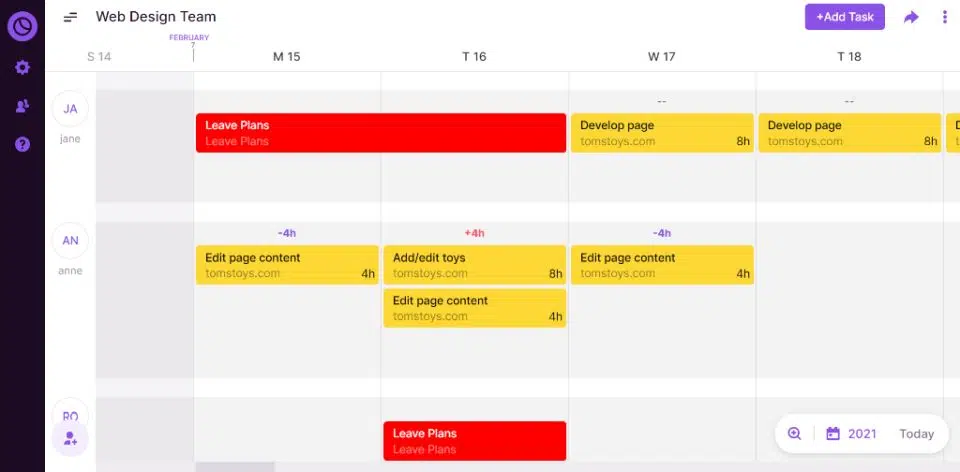 Web Design Team
+Add Task
FEBRUARY
7
S 14
M 15
T 16
W 17
T 18
JA
jane
Leave Plans
Leave Plans
--
Develop page
tomstoys.com
8h
--
Develop page
tomstoys.com
8h
AN
anne
-4h
Edit page content
tomstoys.com
4h
+4h
Add/edit toys
tomstoys.com
8h
Edit page content
tomstoys.com
4h
-4h
Edit page content
tomstoys.com
4h
RO
Leave Plans
Leave Plans
2021
Today